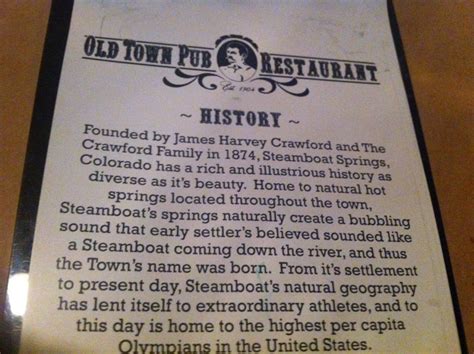 OLD TOWN PUB RESTAURANT
Est. 1904
~ HISTORY ~
Founded by James Harvey Crawford and The
Crawford Family in 1874, Steamboat Springs,
Colorado has a rich and illustrious history as
diverse as it's beauty. Home to natural hot
springs located throughout the town,
Steamboat's springs naturally create a bubbling
sound that early settler's believed sounded like
a Steamboat coming down the river, and thus
the Town's name was born. From it's settlement
to present day, Steamboat's natural geography
has lent itself to extraordinary athletes, and to
this day is home to the highest per capita
Olympians in the United States.